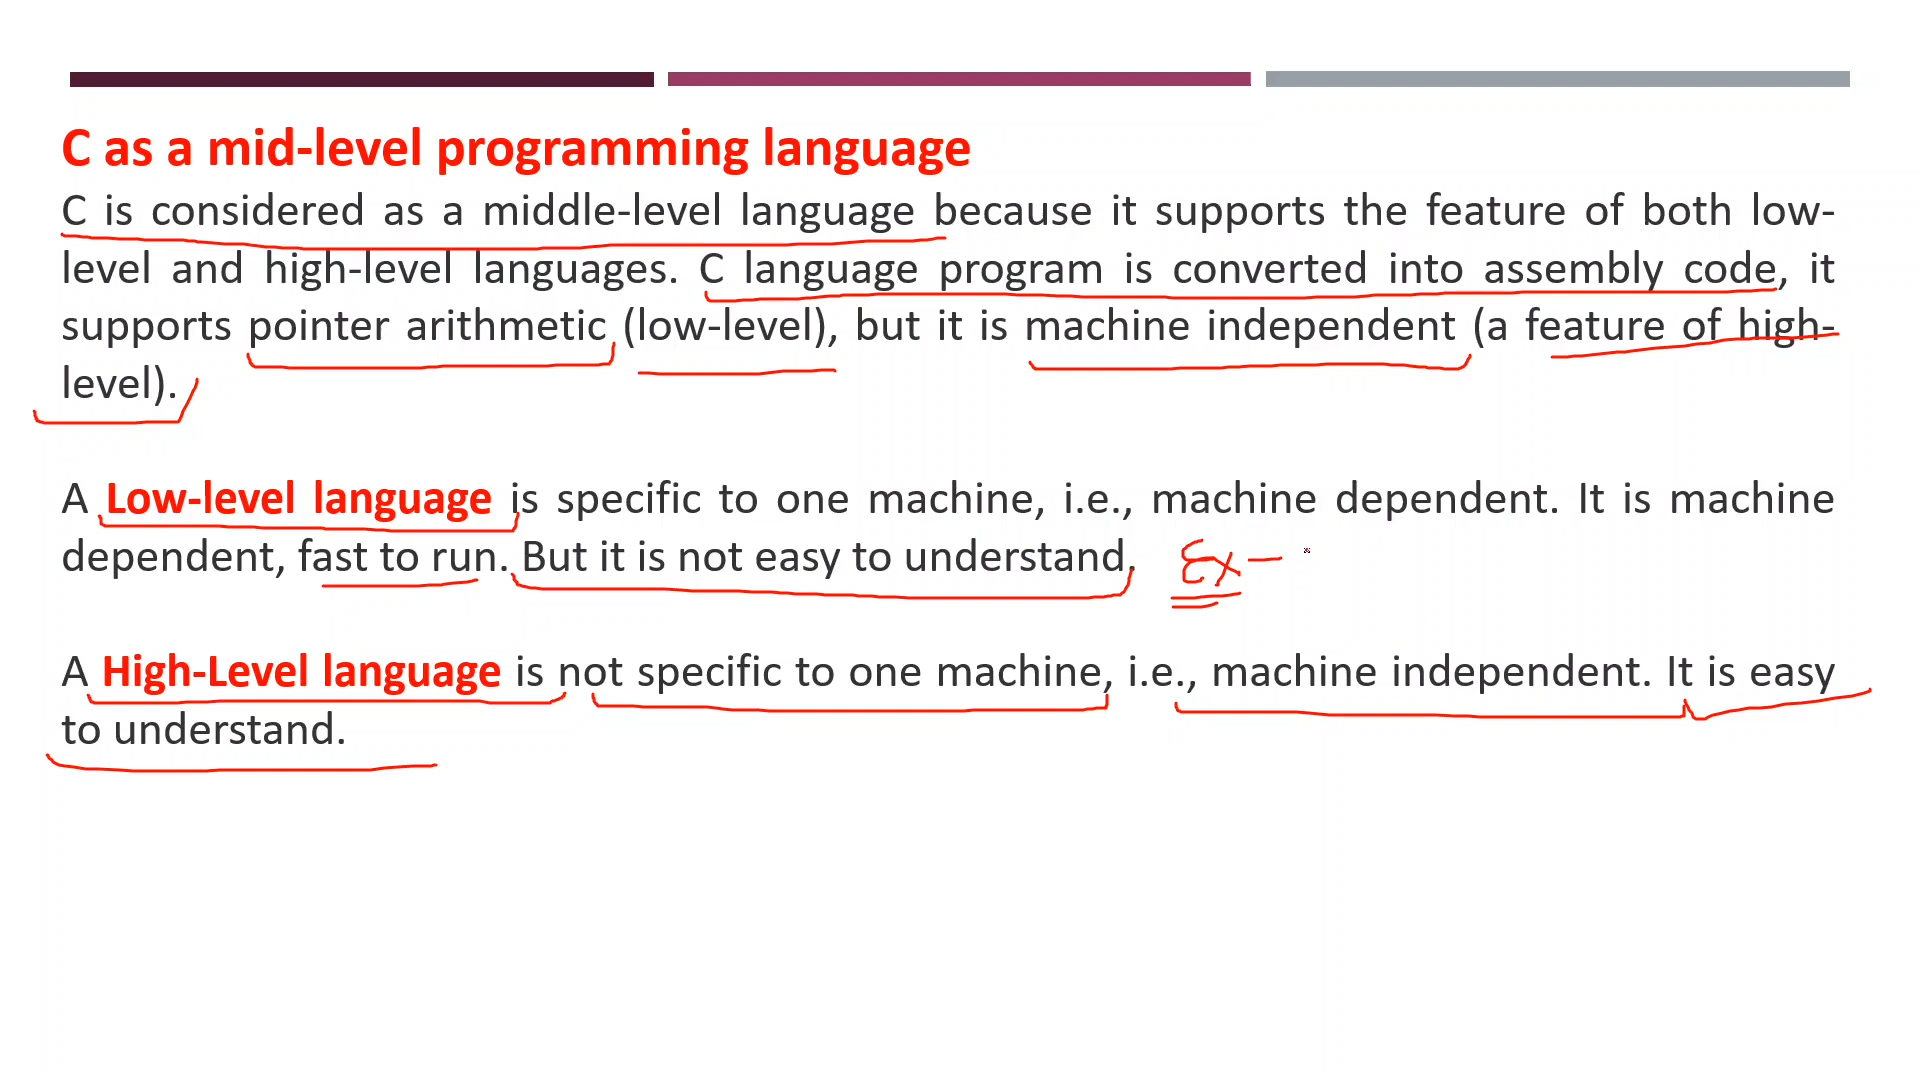 C as a mid-level programming language
C is considered as a middle-level language because it supports the feature of both low-
level and high-level languages. C language program is converted into assembly code, it
supports pointer arithmetic (low-level), but it is machine independent (a feature of high-
level).
A Low-level language is specific to one machine, i.e., machine dependent. It is machine
dependent, fast to run. But it is not easy to understand. Ex -
A High-Level language is not specific to one machine, i.e., machine independent. It is easy
to understand.